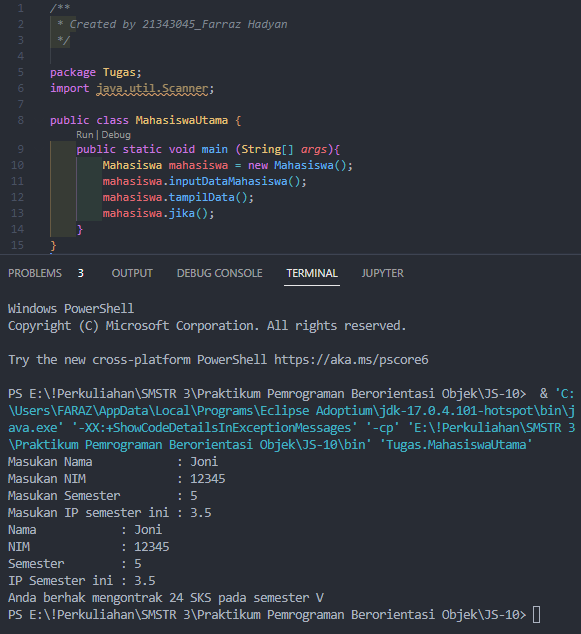 1 /**
2 * Created by 21343045_Farraz Hadyan
3 */
4
5 package Tugas;
6 import java.util.Scanner;
7
8 public class MahasiswaUtama {
Run | Debug
9 public static void main (String[] args){
10 Mahasiswa mahasiswa = new Mahasiswa();
11 mahasiswa.inputDataMahasiswa();
12 mahasiswa.tampilData();
13 mahasiswa.jika();
14 }
15 }
PROBLEMS 3 OUTPUT DEBUG CONSOLE TERMINAL JUPYTER
Windows PowerShell
Copyright (C) Microsoft Corporation. All rights reserved.
Try the new cross-platform PowerShell https://aka.ms/pscore6
PS E:\!Perkuliahan\SMSTR 3\Praktikum Pemrograman Berorientasi Objek\JS-10> & 'C:
\Users\FARAZ\AppData\Local\Programs\Eclipse Adoptium\jdk-17.0.4.101-hotspot\bin\j
ava.exe' '-XX:+ShowCodeDetailsInExceptionMessages' '-cp' 'E:\!Perkuliahan\SMSTR 3
\Praktikum Pemrograman Berorientasi Objek\JS-10\bin' 'Tugas.MahasiswaUtama'
Masukan Nama : Joni
Masukan NIM : 12345
Masukan Semester : 5
Masukan IP semester ini : 3.5
Nama : Joni
NIM : 12345
Semester : 5
IP Semester ini : 3.5
Anda berhak mengontrak 24 SKS pada semester V
PS E:\!Perkuliahan\SMSTR 3\Praktikum Pemrograman Berorientasi Objek\JS-10>